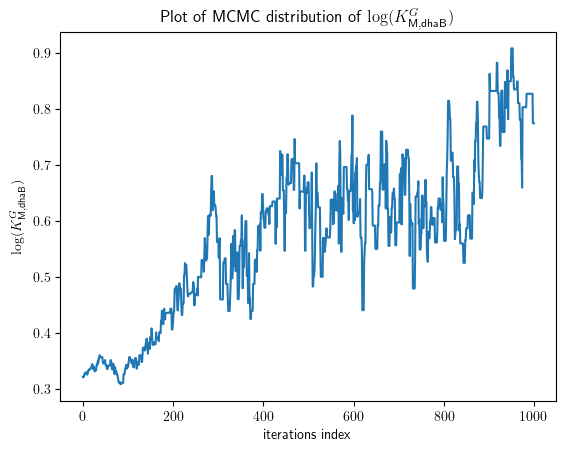 Plot of MCMC distribution of log(K^G_M,dhaB)
log(K^G_M,dhaB)
0.9
0.8
0.7
0.6
0.5
0.4
0.3
0 200 400 600 800 1000
iterations index